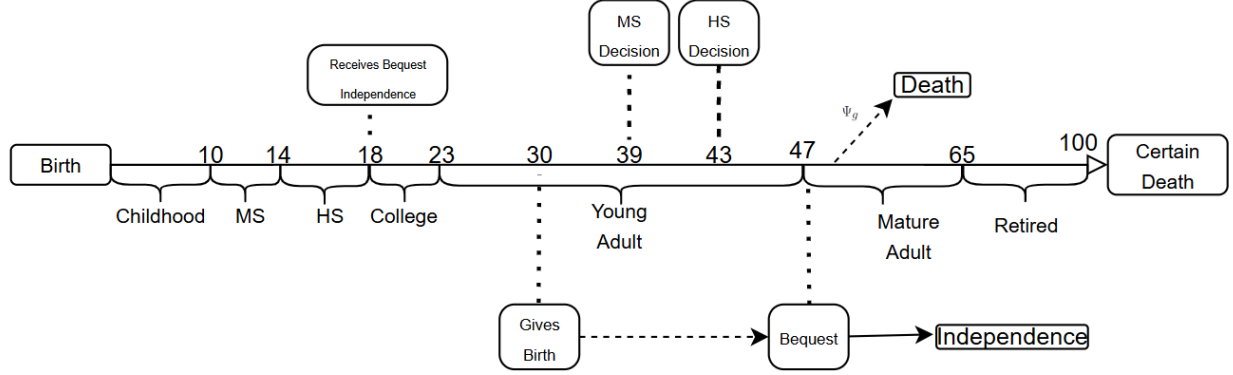 MS
Decision
HS
Decision
Receives Bequest
Independence
Death
Ψg
Birth
10
14
18
23
30
39
43
47
65
100
Certain
Death
Childhood
MS
HS
College
Young
Adult
Mature
Adult
Retired
Gives
Birth
Bequest
Independence